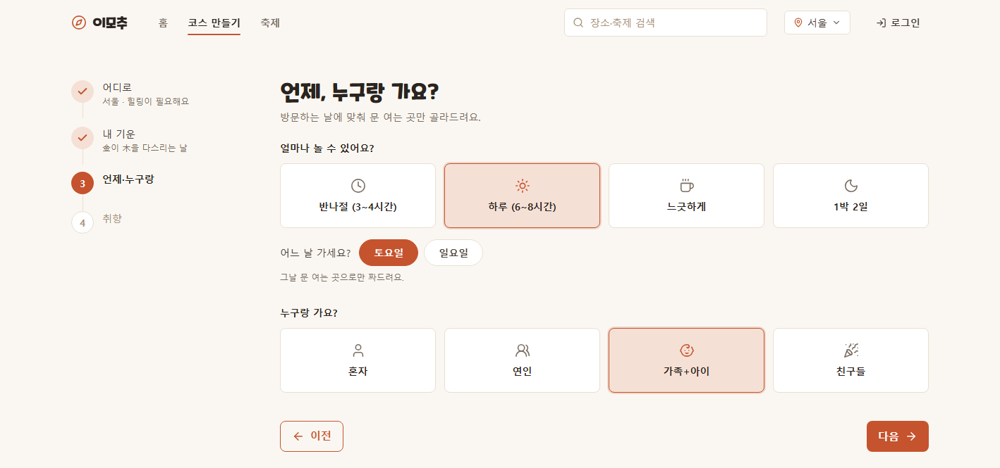 이모추
홈
코스 만들기
축제
장소·축제 검색
서울
로그인
어디로
서울 · 힐링이 필요해요
내 기운
金이 木을 다스리는 날
3
언제·누구랑
4
취향
언제, 누구랑 가요?
방문하는 날에 맞춰 문 여는 곳만 골라드려요.
얼마나 놀 수 있어요?
반나절 (3~4시간)
하루 (6~8시간)
느긋하게
1박 2일
어느 날 가세요?
토요일
일요일
그날 문 여는 곳으로만 짜드려요.
누구랑 가요?
혼자
연인
가족+아이
친구들
이전
다음